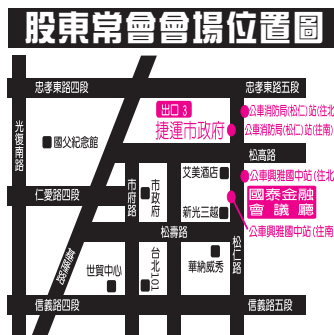 股東常會會場位置圖
忠孝東路四段
忠孝東路五段
出口 3
公車消防局(松仁)站(往北
捷運市政府
公車消防局(松仁)站(往南)
光復南路
國父紀念館
松高路
艾美酒店
公車興雅國中站(往北
仁愛路四段
市府路
市政府
國泰金融
會議廳
新光三越
松壽路
公車興雅國中站(往南
松仁路
基隆路
世貿中心
台北101
華納威秀
信義路四段
信義路五段